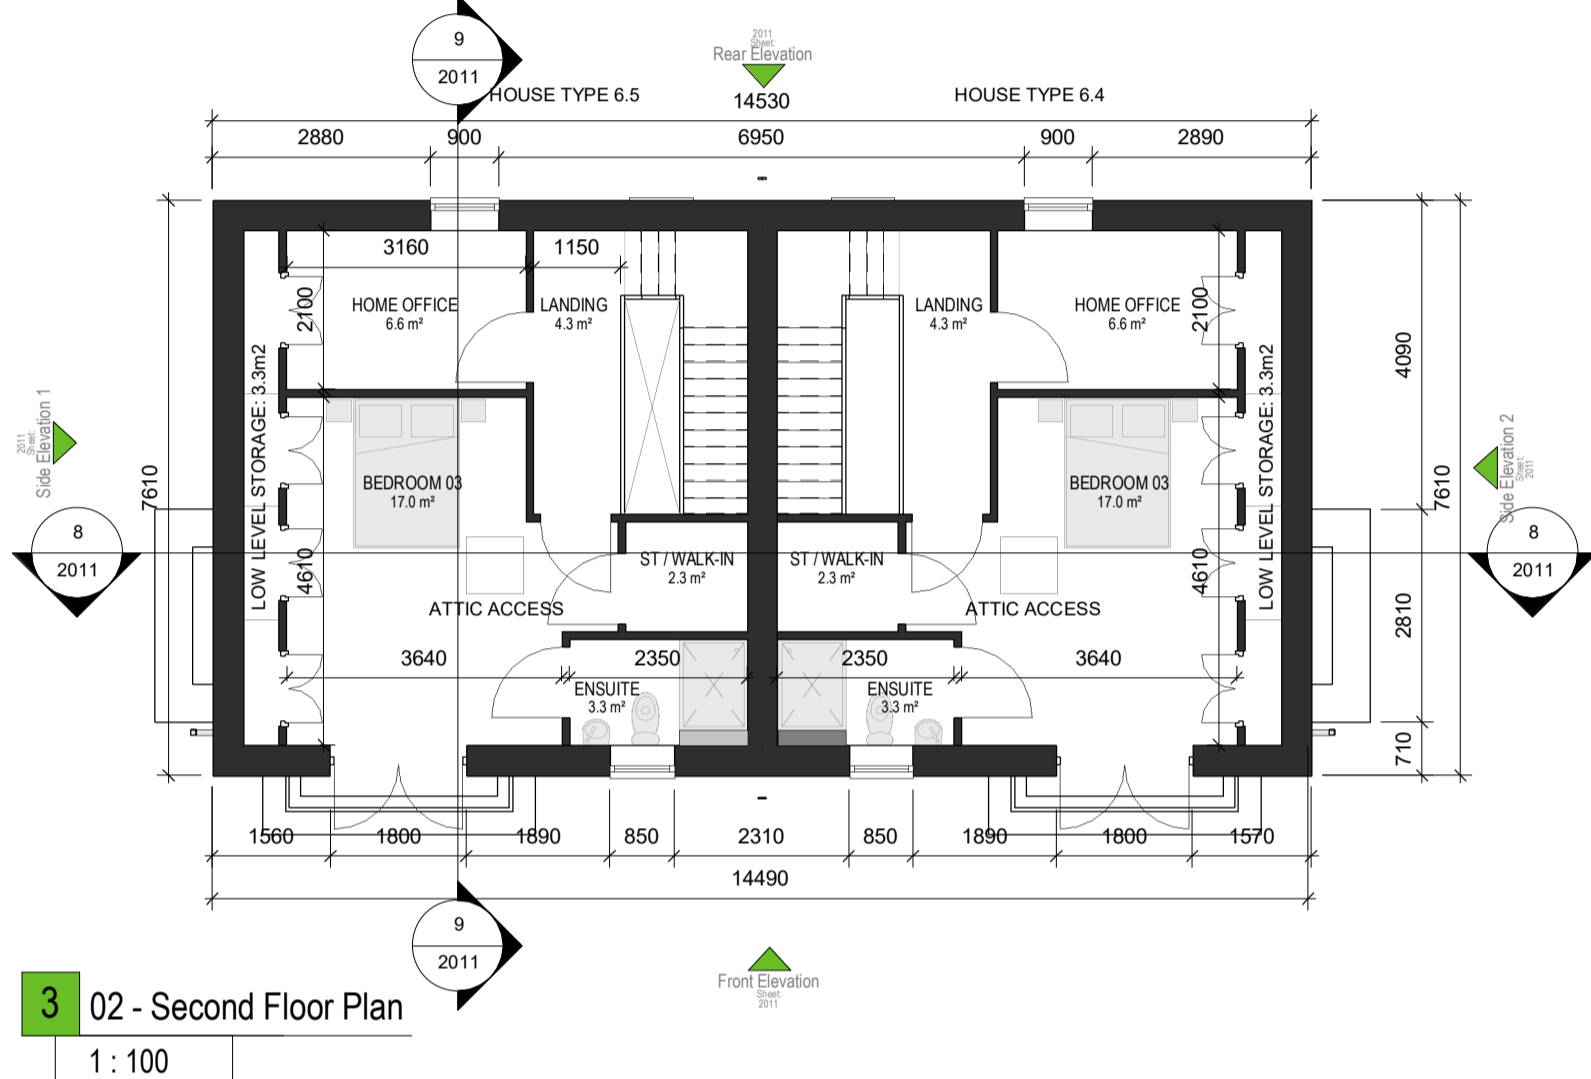 9
2011
2011
Sheet:
Rear Elevation
HOUSE TYPE 6.5
14530
HOUSE TYPE 6.4
2880
900
6950
900
2890
3160
1150
HOME OFFICE
6.6 m²
LANDING
4.3 m²
LANDING
4.3 m²
HOME OFFICE
6.6 m²
2100
2100
4090
LOW LEVEL STORAGE: 3.3m2
LOW LEVEL STORAGE: 3.3m2
2011
Sheet:
Side Elevation 1
Side Elevation 2
Sheet:
2011
7610
7610
BEDROOM 03
17.0 m²
BEDROOM 03
17.0 m²
8
2011
8
2011
ST / WALK-IN
2.3 m²
ST / WALK-IN
2.3 m²
4610
4610
ATTIC ACCESS
ATTIC ACCESS
2810
3640
2350
2350
3640
ENSUITE
3.3 m²
ENSUITE
3.3 m²
710
1560
1800
1890
850
2310
850
1890
1800
1570
14490
9
2011
Front Elevation
Sheet:
2011
3
02 - Second Floor Plan
1 : 100